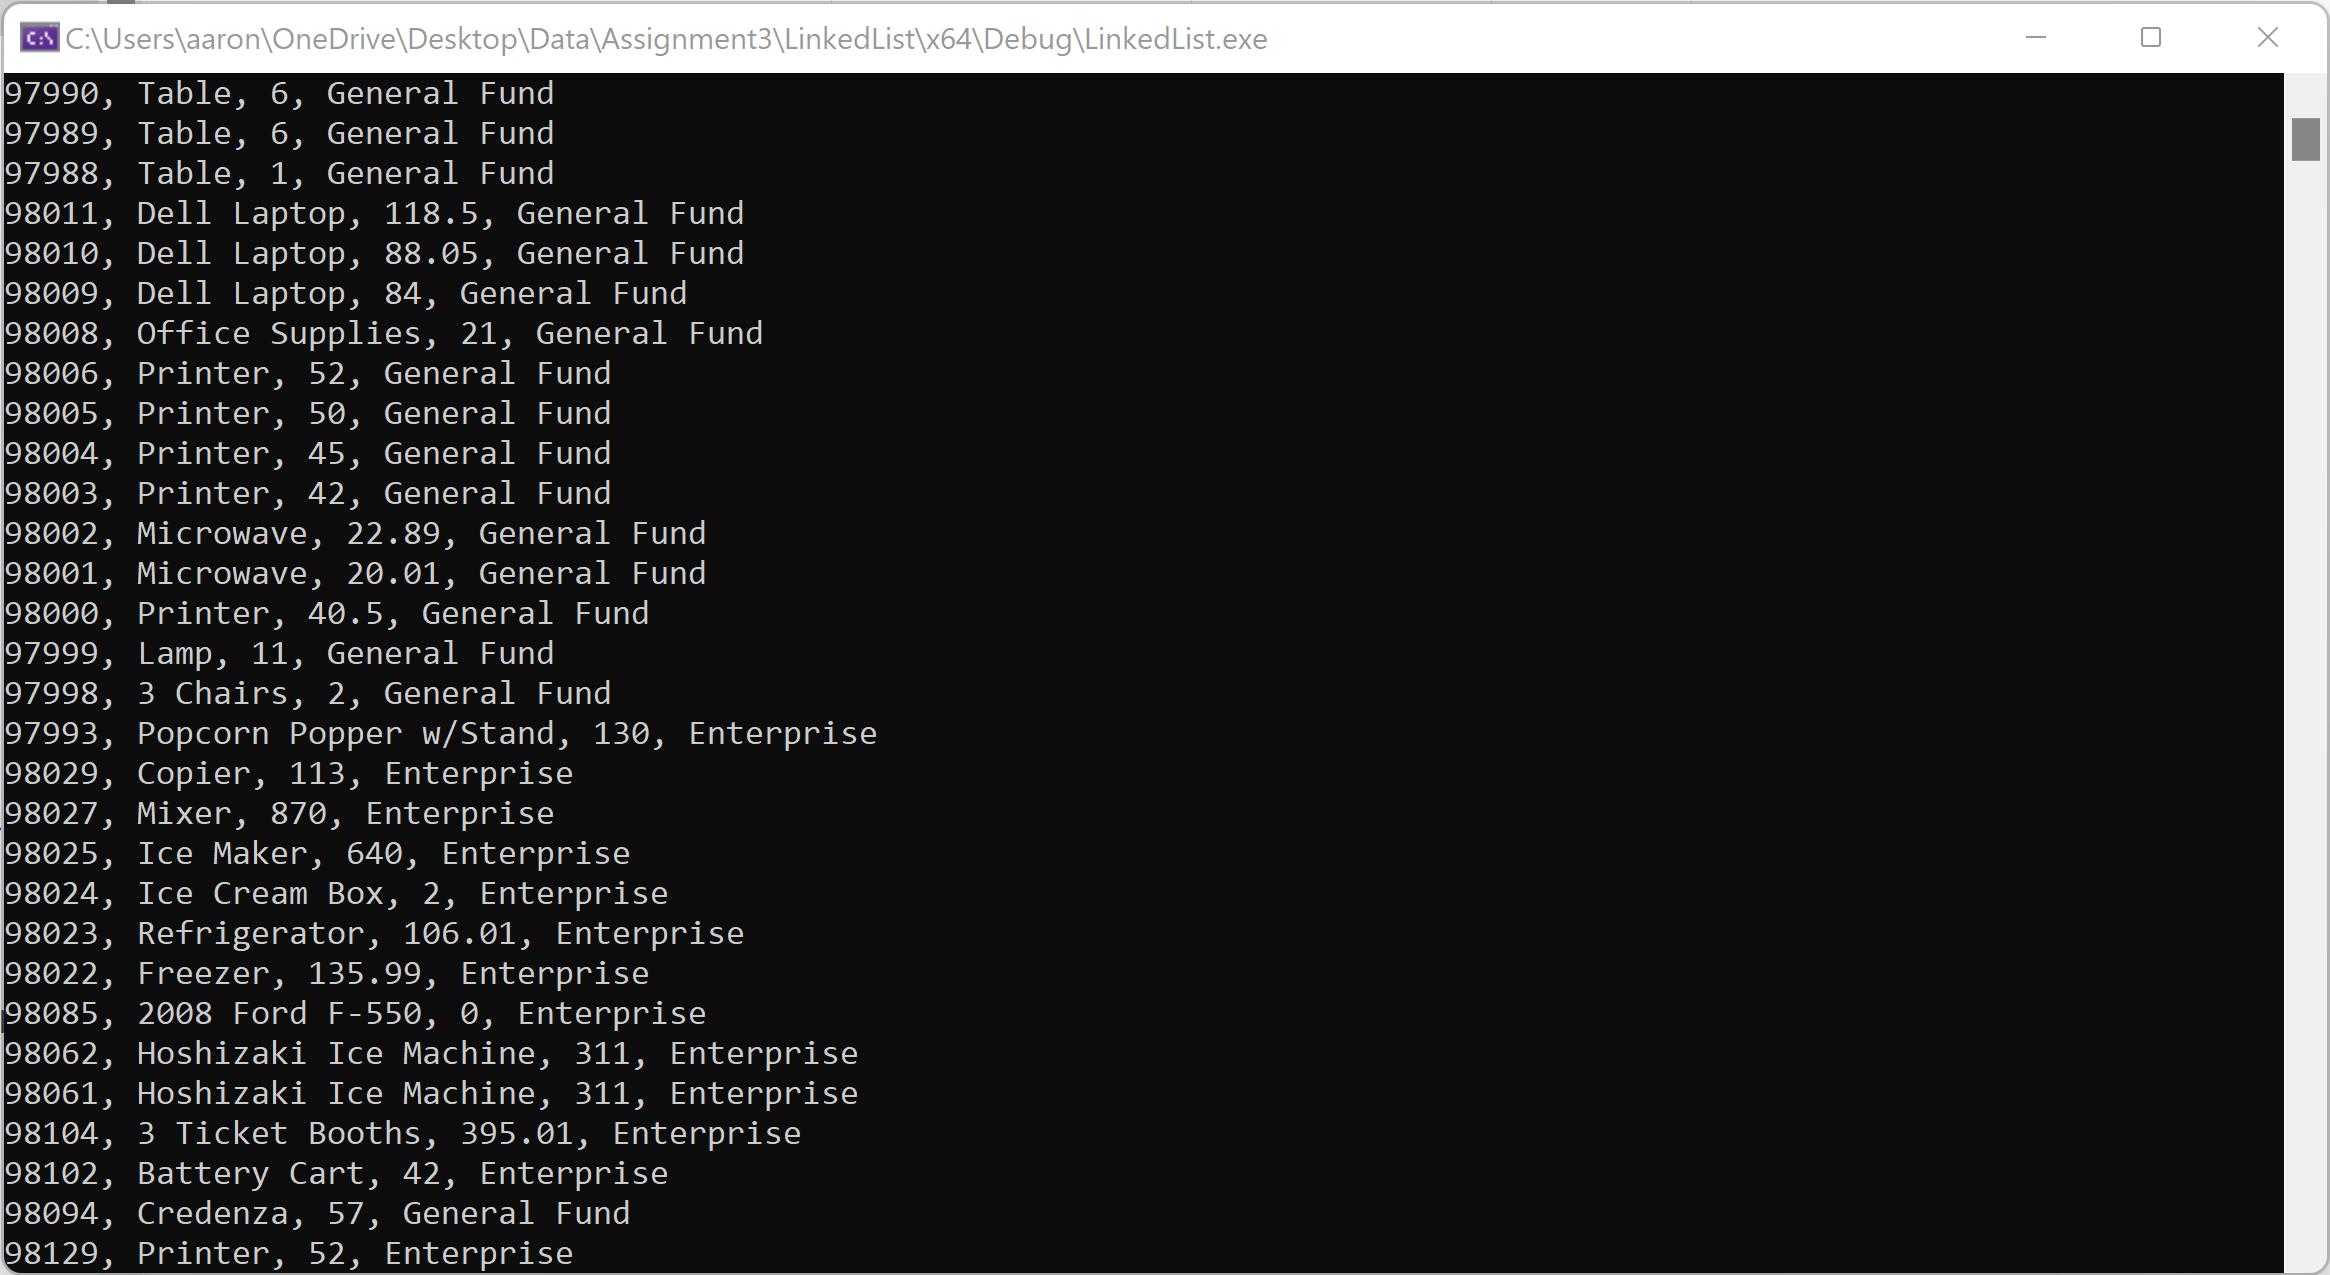 C:\Users\aaron\OneDrive\Desktop\Data\Assignment3\LinkedList\x64\Debug\LinkedList.exe
97990, Table, 6, General Fund
97989, Table, 6, General Fund
97988, Table, 1, General Fund
98011, Dell Laptop, 118.5, General Fund
98010, Dell Laptop, 88.05, General Fund
98009, Dell Laptop, 84, General Fund
98008, Office Supplies, 21, General Fund
98006, Printer, 52, General Fund
98005, Printer, 50, General Fund
98004, Printer, 45, General Fund
98003, Printer, 42, General Fund
98002, Microwave, 22.89, General Fund
98001, Microwave, 20.01, General Fund
98000, Printer, 40.5, General Fund
97999, Lamp, 11, General Fund
97998, 3 Chairs, 2, General Fund
97993, Popcorn Popper w/Stand, 130, Enterprise
98029, Copier, 113, Enterprise
98027, Mixer, 870, Enterprise
98025, Ice Maker, 640, Enterprise
98024, Ice Cream Box, 2, Enterprise
98023, Refrigerator, 106.01, Enterprise
98022, Freezer, 135.99, Enterprise
98085, 2008 Ford F-550, 0, Enterprise
98062, Hoshizaki Ice Machine, 311, Enterprise
98061, Hoshizaki Ice Machine, 311, Enterprise
98104, 3 Ticket Booths, 395.01, Enterprise
98102, Battery Cart, 42, Enterprise
98094, Credenza, 57, General Fund
98129, Printer, 52, Enterprise